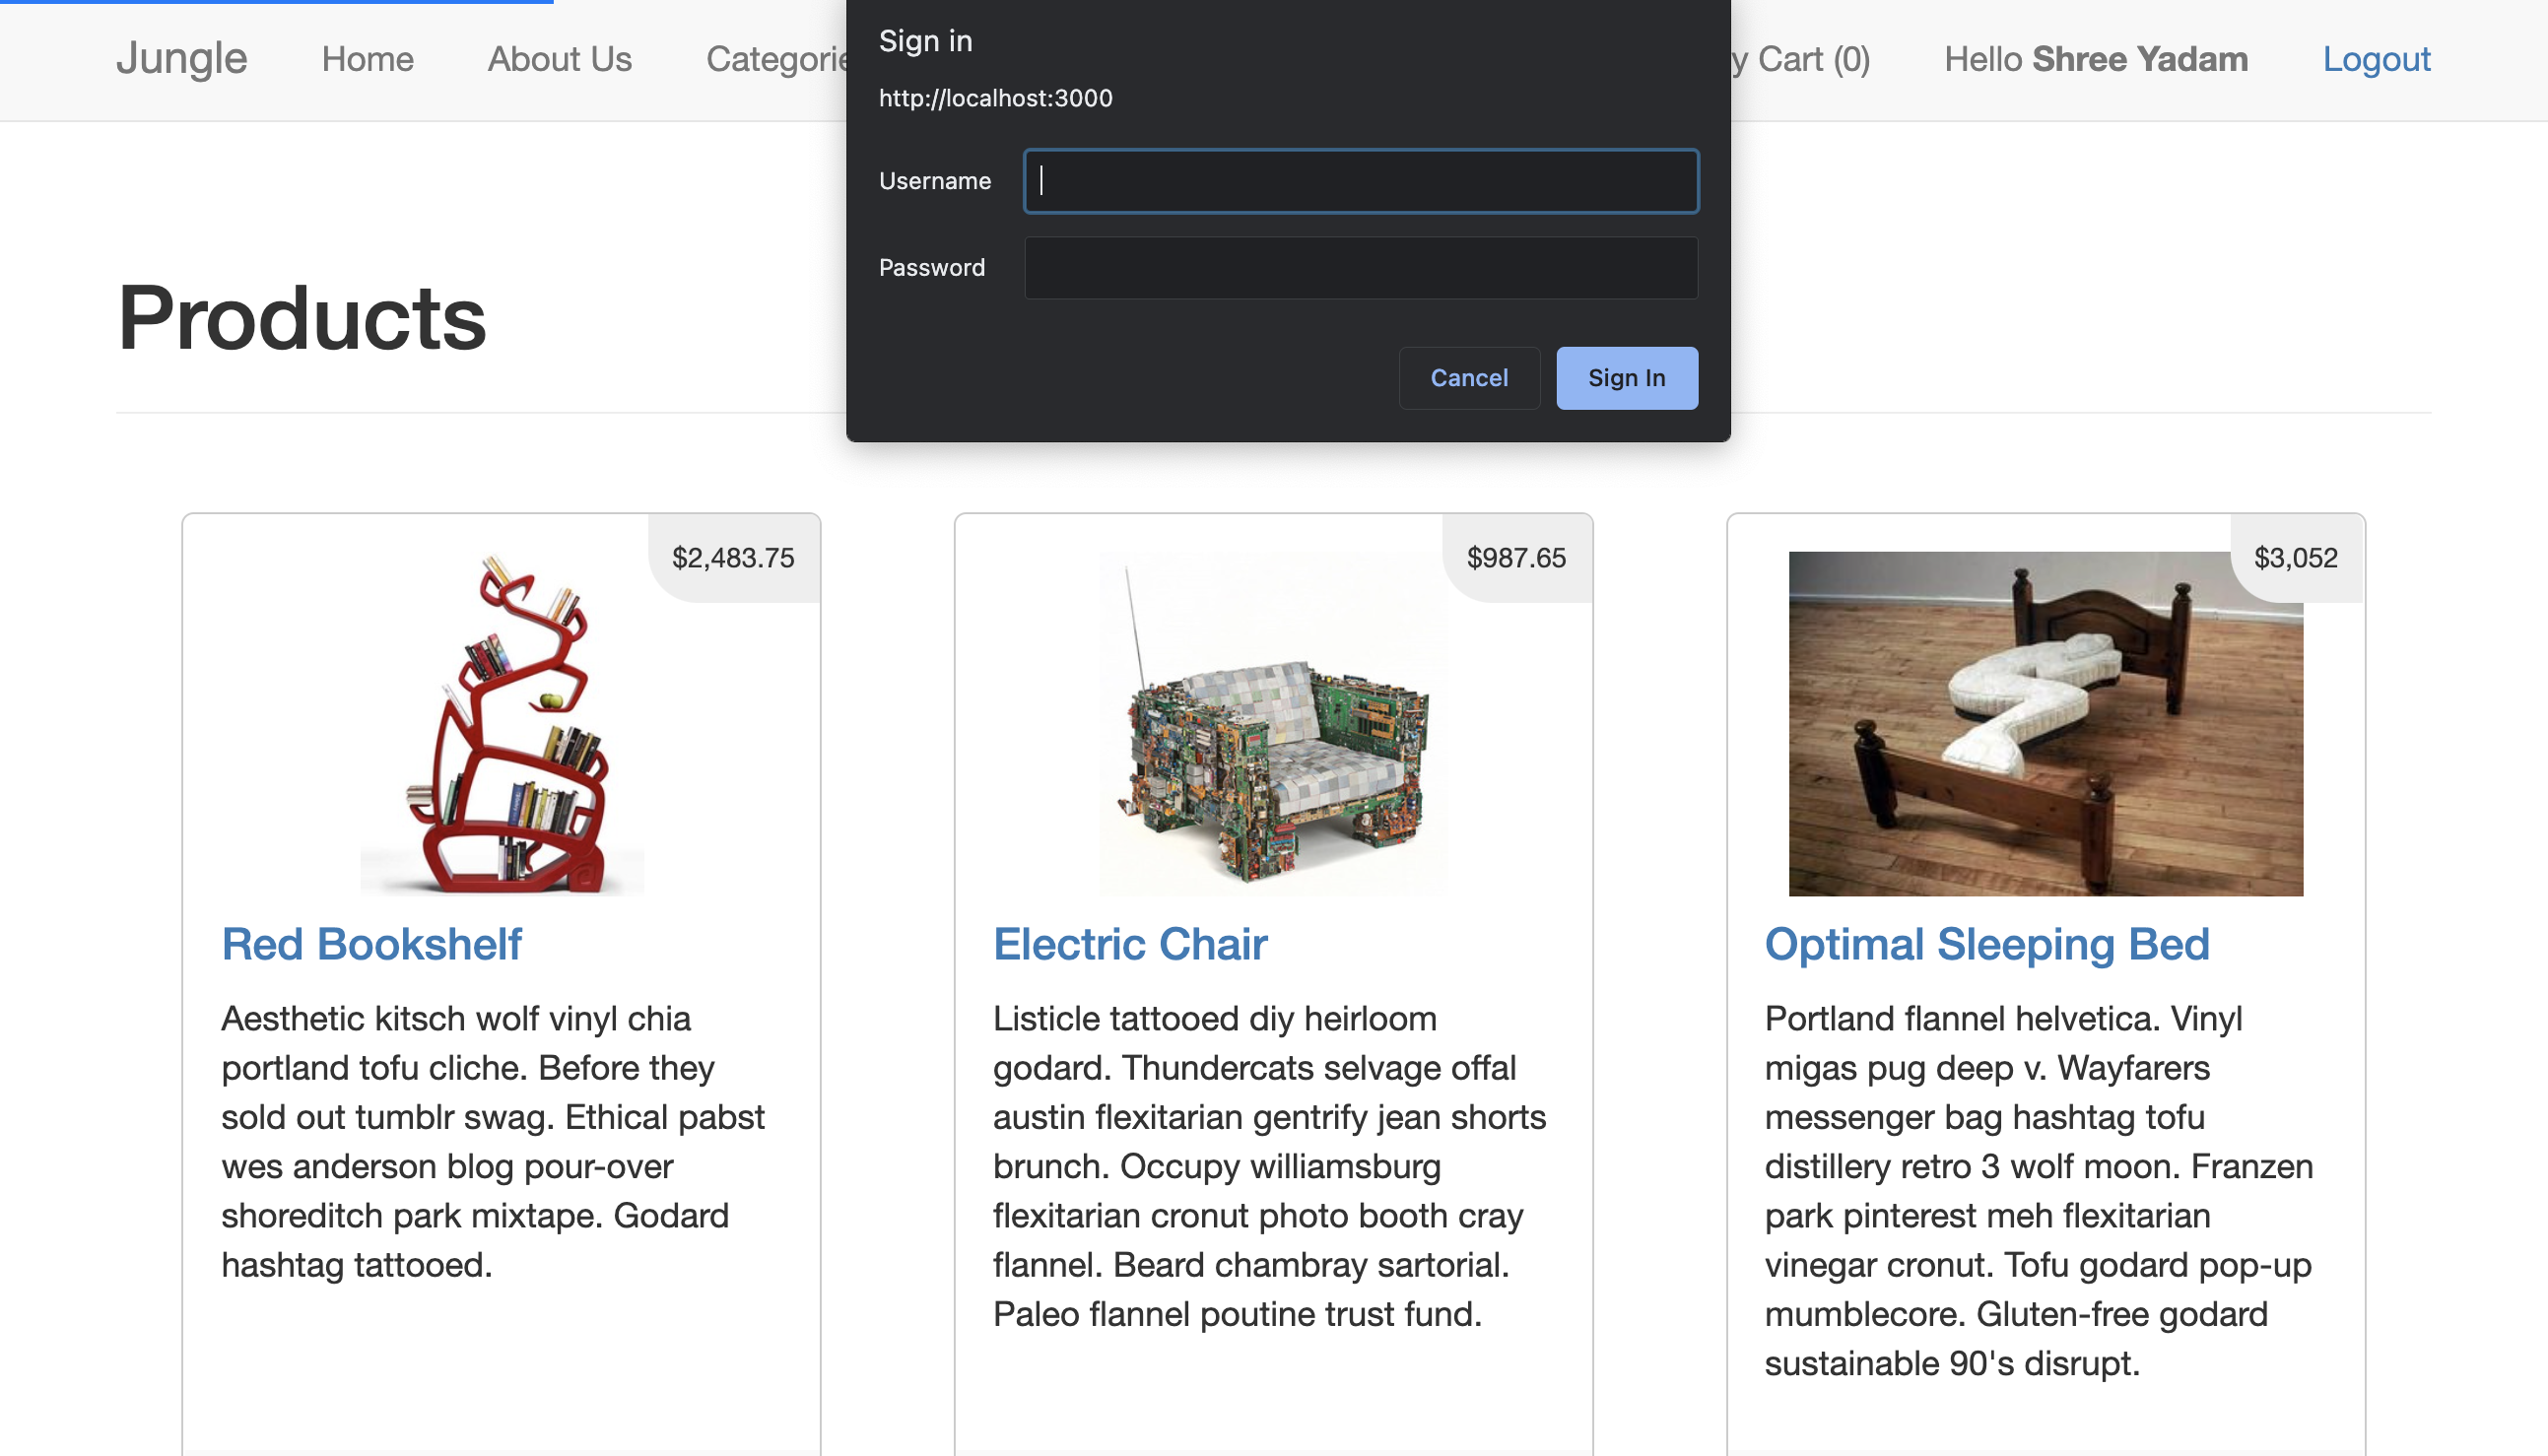 Jungle Home About Us Categorie y Cart (0) Hello Shree Yadam Logout
Sign in
http://localhost:3000
Username
Password
Cancel Sign In
Products
$2,483.75
Red Bookshelf
Aesthetic kitsch wolf vinyl chia
portland tofu cliche. Before they
sold out tumblr swag. Ethical pabst
wes anderson blog pour-over
shoreditch park mixtape. Godard
hashtag tattooed.
$987.65
Electric Chair
Listicle tattooed diy heirloom
godard. Thundercats selvage offal
austin flexitarian gentrify jean shorts
brunch. Occupy williamsburg
flexitarian cronut photo booth cray
flannel. Beard chambray sartorial.
Paleo flannel poutine trust fund.
$3,052
Optimal Sleeping Bed
Portland flannel helvetica. Vinyl
migas pug deep v. Wayfarers
messenger bag hashtag tofu
distillery retro 3 wolf moon. Franzen
park pinterest meh flexitarian
vinegar cronut. Tofu godard pop-up
mumblecore. Gluten-free godard
sustainable 90's disrupt.